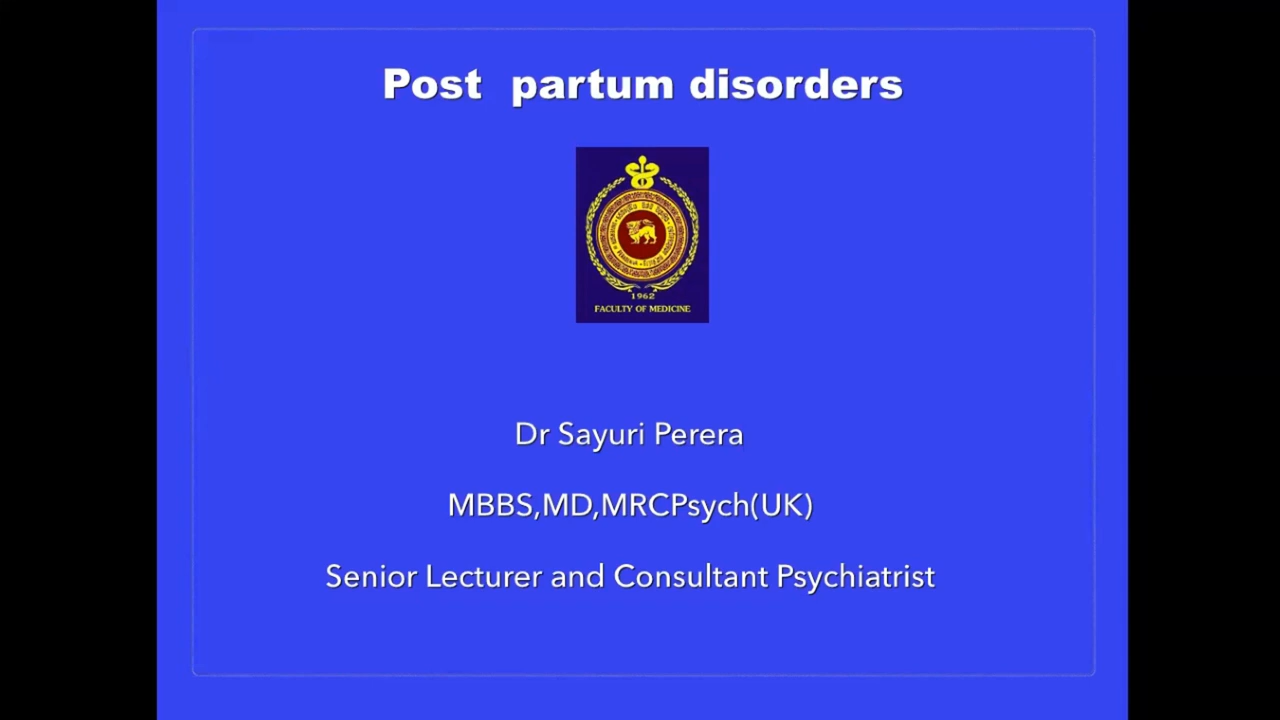 Post partum disorders
1962
FACULTY OF MEDICINE
Dr Sayuri Perera
MBBS,MD,MRCPsych(UK)
Senior Lecturer and Consultant Psychiatrist